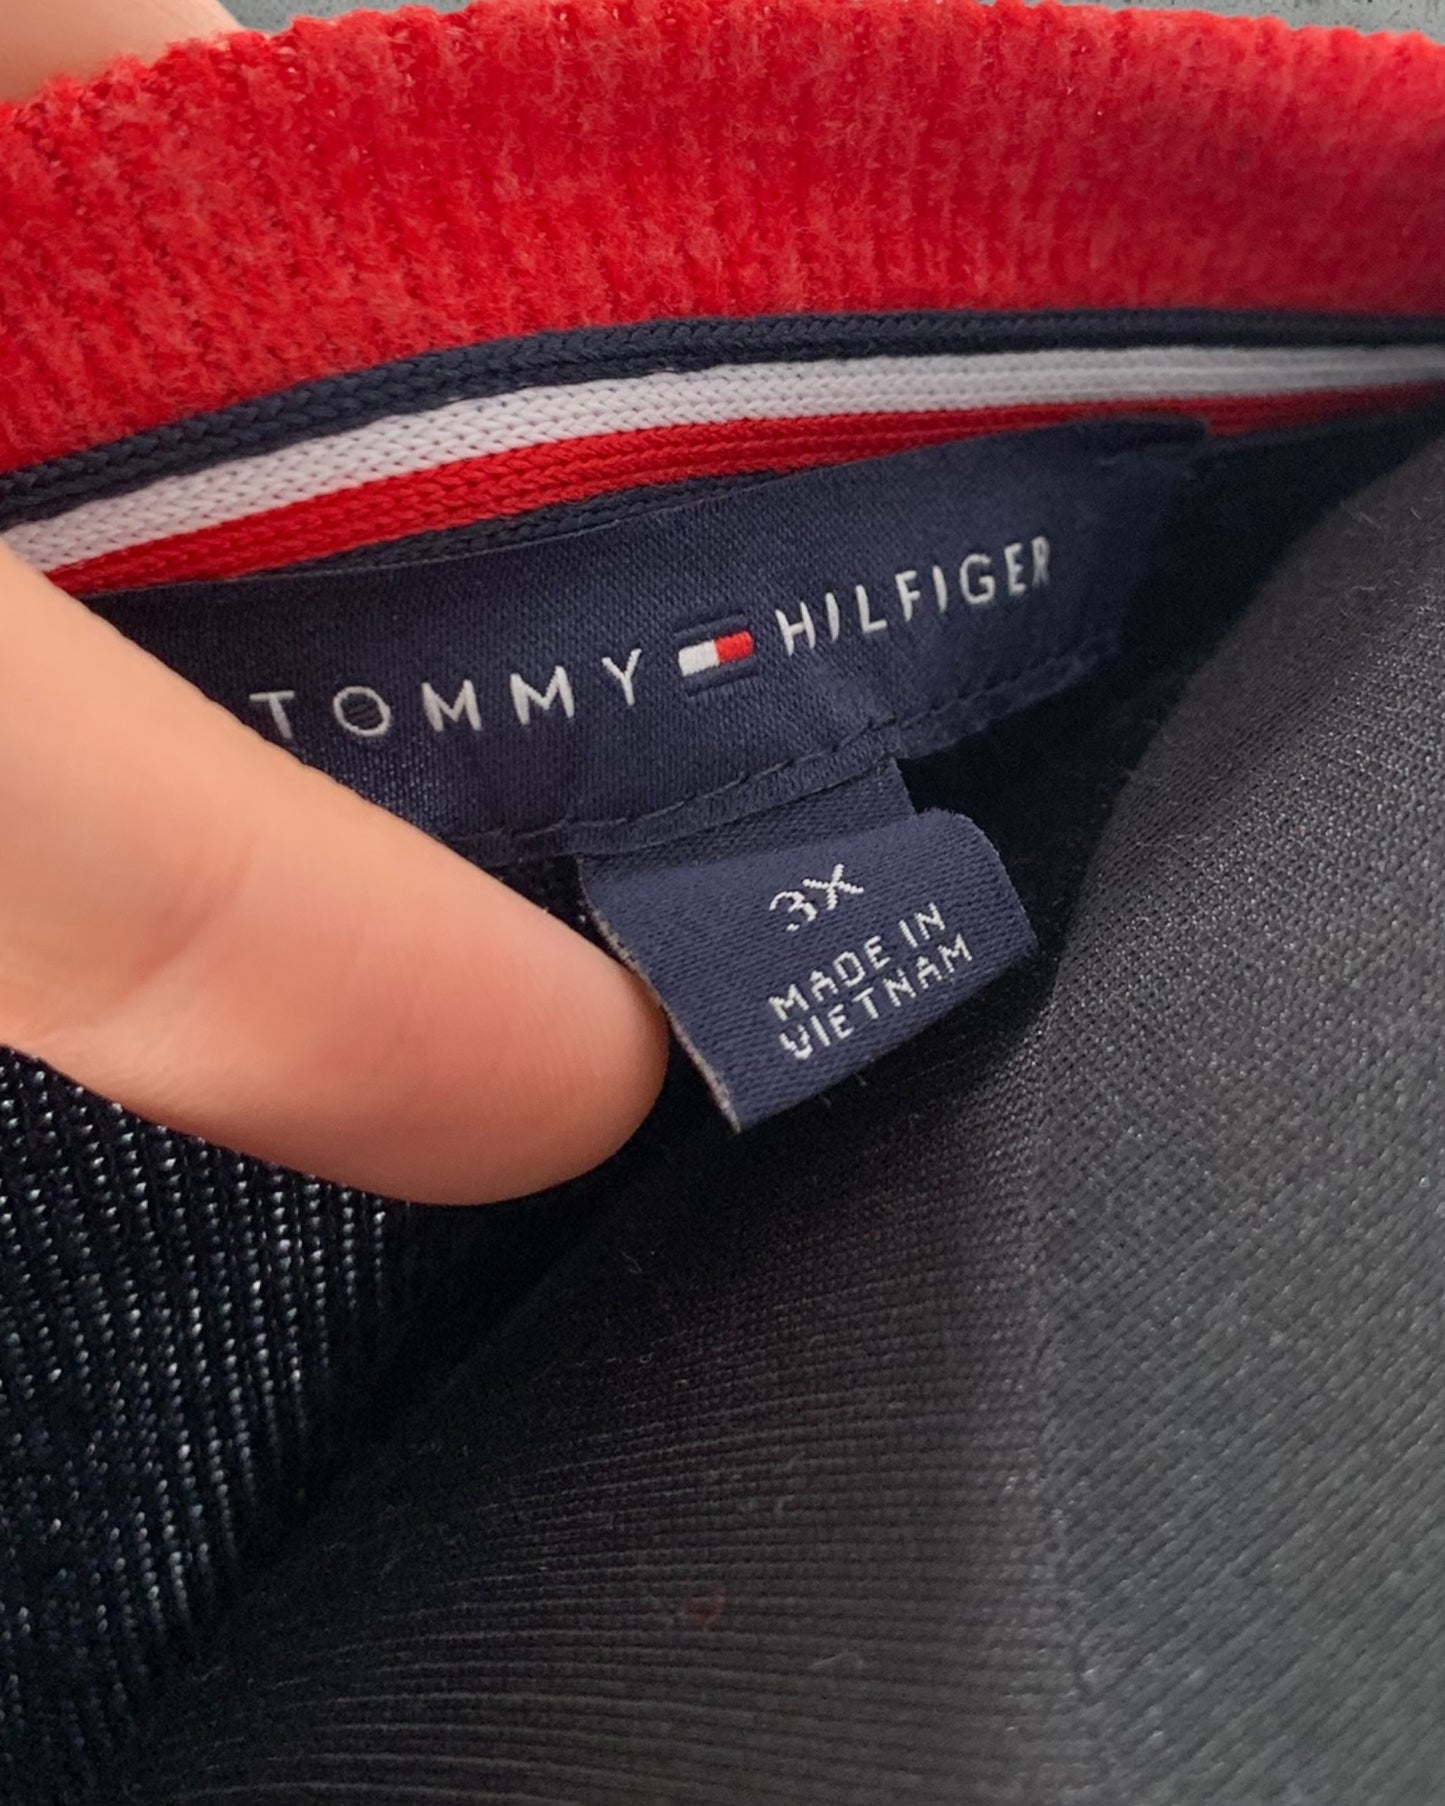 TOMMY HILFIGER
3X
MADE IN
VIETNAM